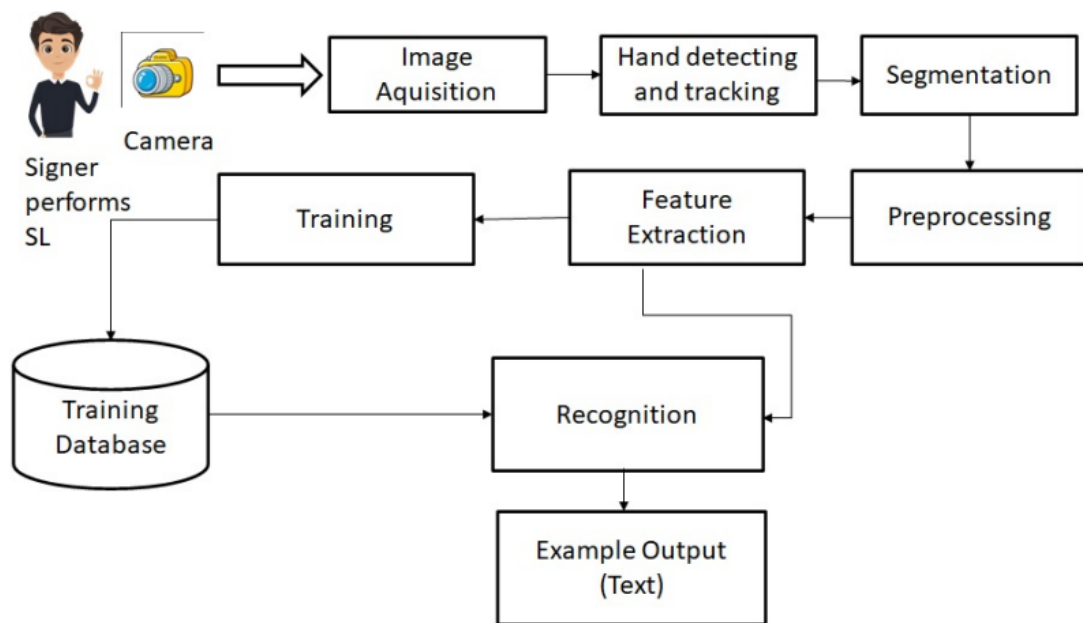 Image
Aquisition
Hand detecting
and tracking
Segmentation
Camera
Signer
performs
SL
Training
Feature
Extraction
Preprocessing
Training
Database
Recognition
Example Output
(Text)